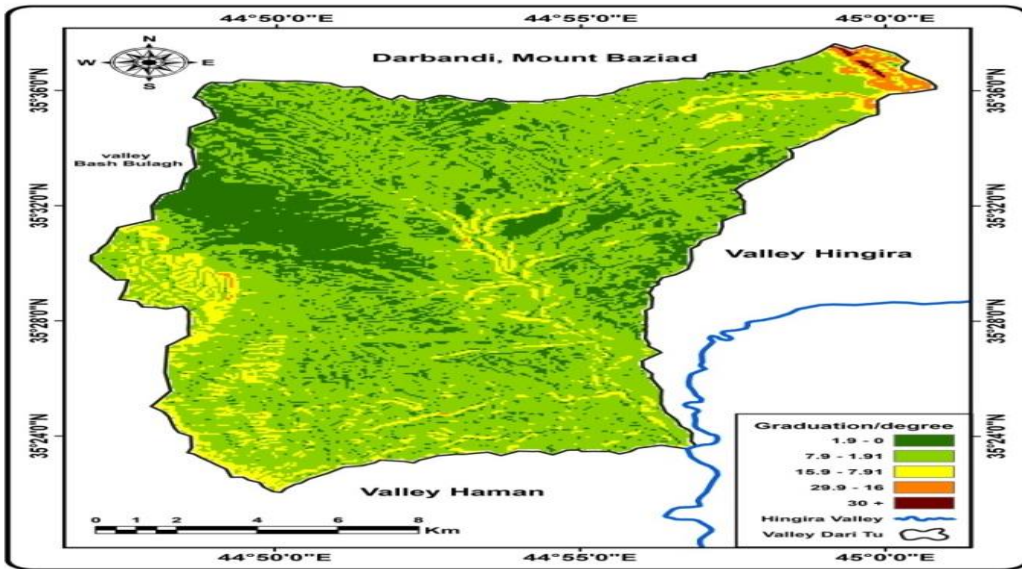 44°50'0"E 44°55'0"E 45°0'0"E
N
W E
S
Darbandi, Mount Baziad
35°36'0"N 35°36'0"N
valley
Bash Bulagh
35°32'0"N 35°32'0"N
Valley Hingira
35°28'0"N 35°28'0"N
35°24'0"N 35°24'0"N
Graduation/degree
1.9 - 0
7.9 - 1.91
15.9 - 7.91
29.9 - 16
30 +
Hingira Valley
Valley Dari Tu
Valley Haman
0 1 2 4 6 8
Km
44°50'0"E 44°55'0"E 45°0'0"E